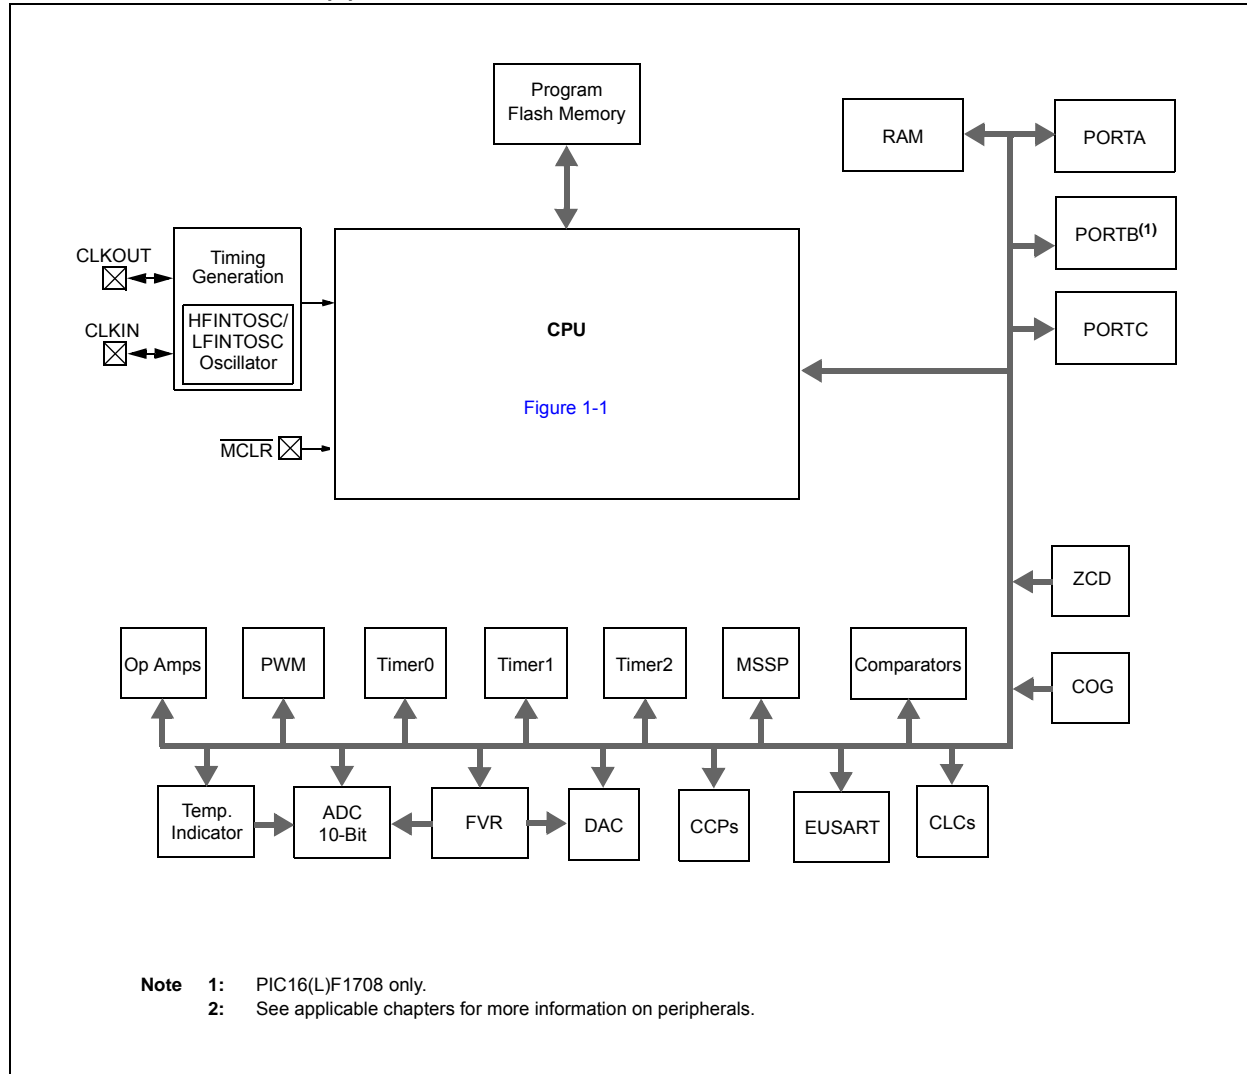 Program
Flash Memory
RAM
PORTA
PORTB(1)
PORTC
CLKOUT
Timing
Generation
CLKIN
HFINTOSC/
LFINTOSC
Oscillator
CPU
Figure 1-1
MCLR
ZCD
COG
Op Amps
PWM
Timer0
Timer1
Timer2
MSSP
Comparators
Temp.
Indicator
ADC
10-Bit
FVR
DAC
CCPs
EUSART
CLCs
Note 1: PIC16(L)F1708 only.
2: See applicable chapters for more information on peripherals.